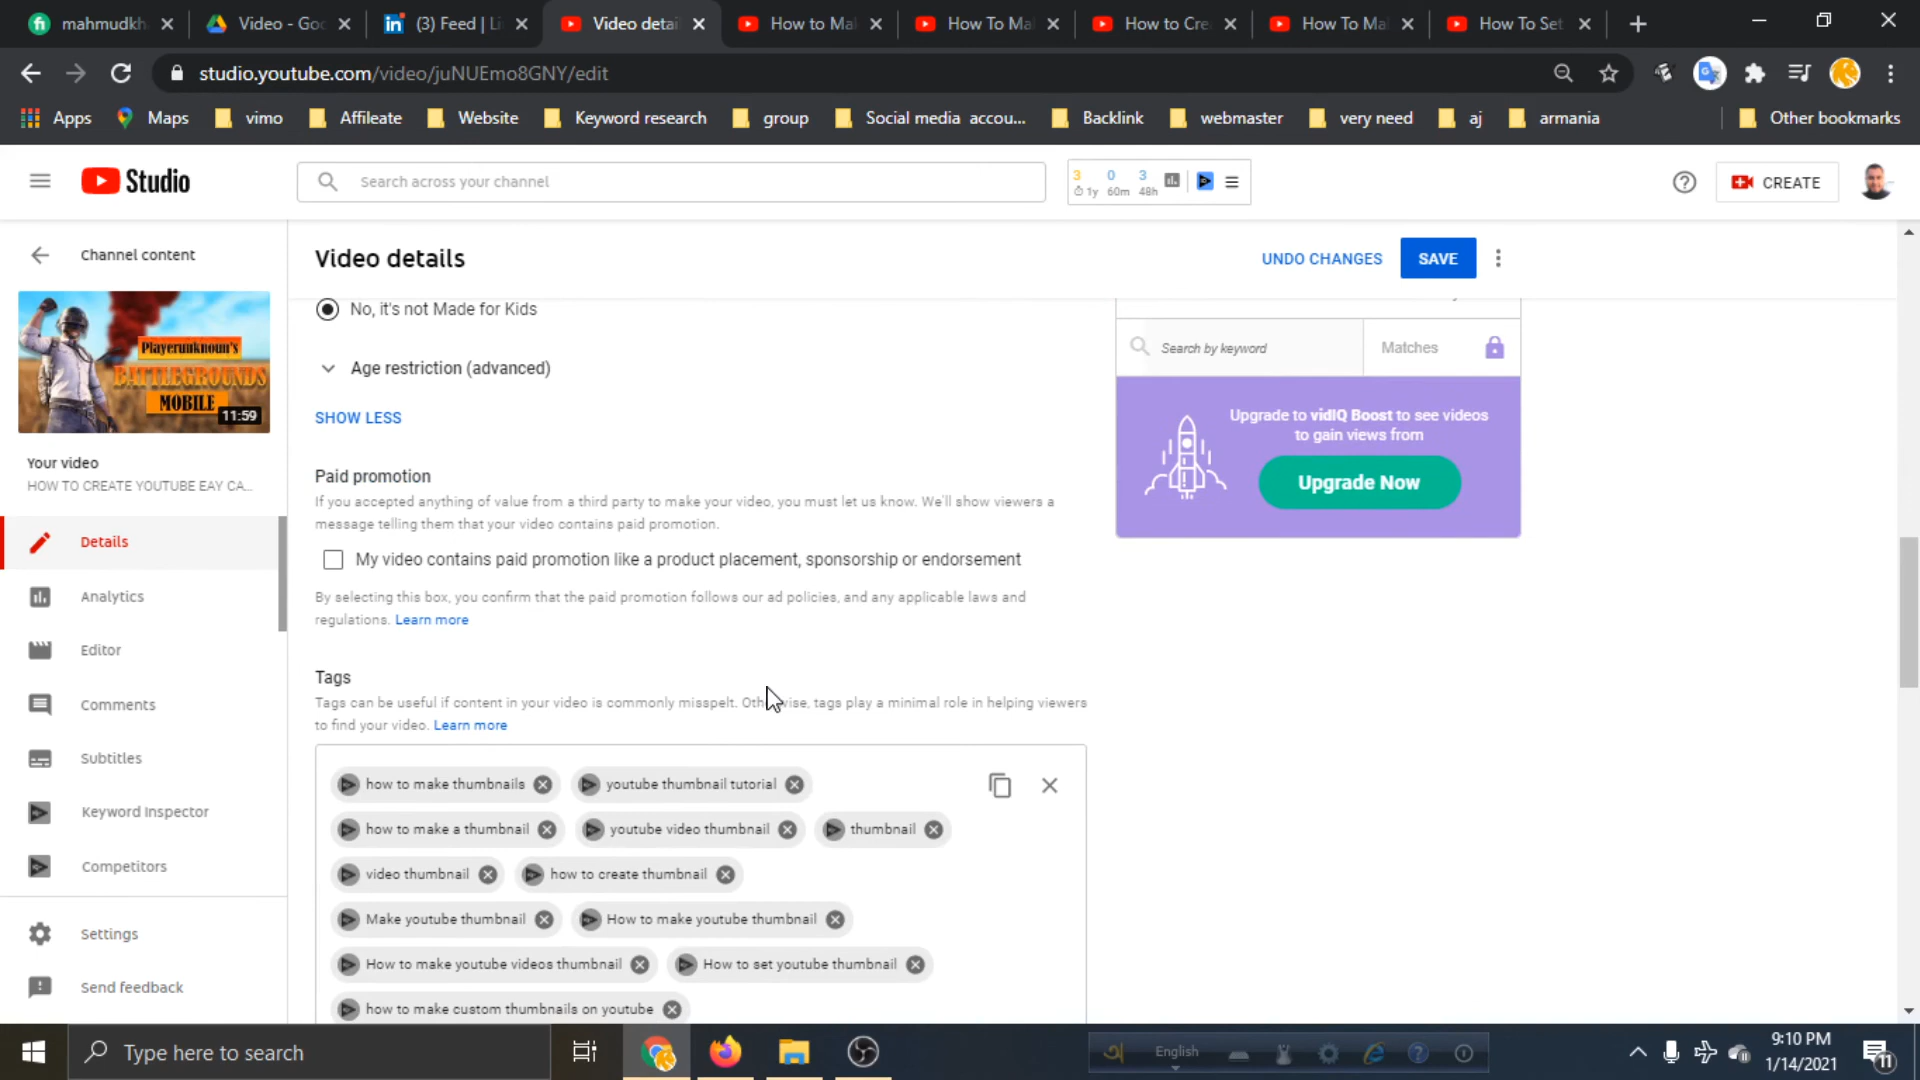 mahmudkh
Video - Goo
(3) Feed | Li
Video detai
How to Mak
How To Mak
How to Cre
How To Mak
How To Set
studio.youtube.com/video/juNUEmo8GNY/edit
Apps
Maps
vimo
Affileate
Website
Keyword research
group
Social media accou...
Backlink
webmaster
very need
aj
armania
Other bookmarks
Studio
Search across your channel
3 0 3
1y 60m 48h
CREATE
Channel content
Video details
UNDO CHANGES
SAVE
Playerunknoun's
BATTLEGROUNDS
MOBILE
11:59
Your video
HOW TO CREATE YOUTUBE EAY CA...
Details
Analytics
Editor
Comments
Subtitles
Keyword Inspector
Competitors
Settings
Send feedback
No, it's not Made for Kids
Age restriction (advanced)
SHOW LESS
Paid promotion
If you accepted anything of value from a third party to make your video, you must let us know. We'll show viewers a
message telling them that your video contains paid promotion.
My video contains paid promotion like a product placement, sponsorship or endorsement
By selecting this box, you confirm that the paid promotion follows our ad policies, and any applicable laws and
regulations. Learn more
Tags
Tags can be useful if content in your video is commonly misspelt. Otherwise, tags play a minimal role in helping viewers
to find your video. Learn more
how to make thumbnails
youtube thumbnail tutorial
how to make a thumbnail
youtube video thumbnail
thumbnail
video thumbnail
how to create thumbnail
Make youtube thumbnail
How to make youtube thumbnail
How to make youtube videos thumbnail
How to set youtube thumbnail
how to make custom thumbnails on youtube
Search by keyword
Matches
Upgrade to vidIQ Boost to see videos
to gain views from
Upgrade Now
Type here to search
English
9:10 PM
1/14/2021
11